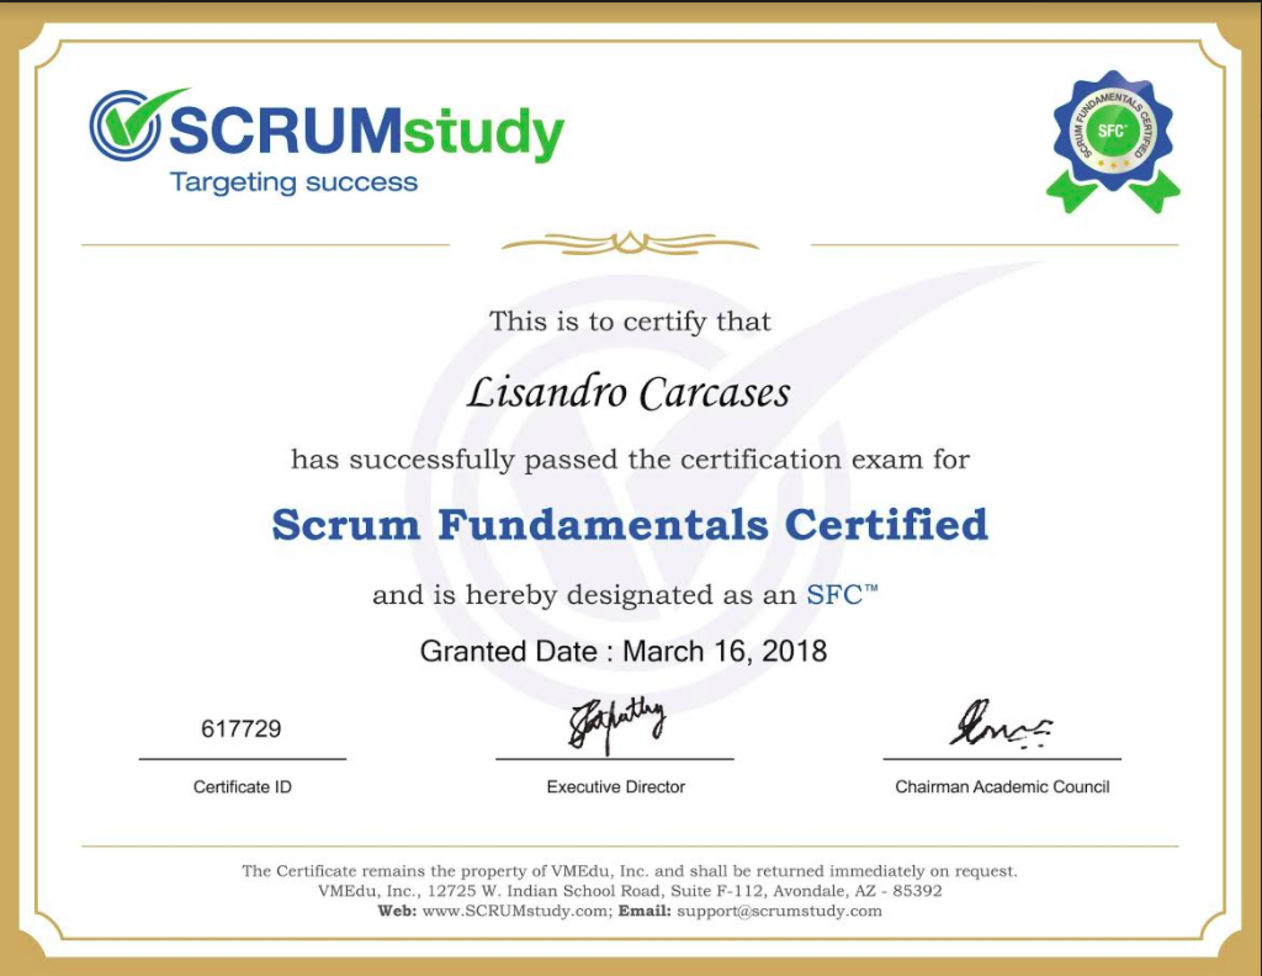 SCRUMstudy
Targeting success
SCRUM FUNDAMENTALS CERTIFIED
SFC™
This is to certify that
Lisandro Carcases
has successfully passed the certification exam for
Scrum Fundamentals Certified
and is hereby designated as an SFC™
Granted Date : March 16, 2018
617729
Certificate ID
Executive Director
Chairman Academic Council
The Certificate remains the property of VMEdu, Inc. and shall be returned immediately on request.
VMEdu, Inc., 12725 W. Indian School Road, Suite F-112, Avondale, AZ - 85392
Web: www.SCRUMstudy.com; Email: support@scrumstudy.com